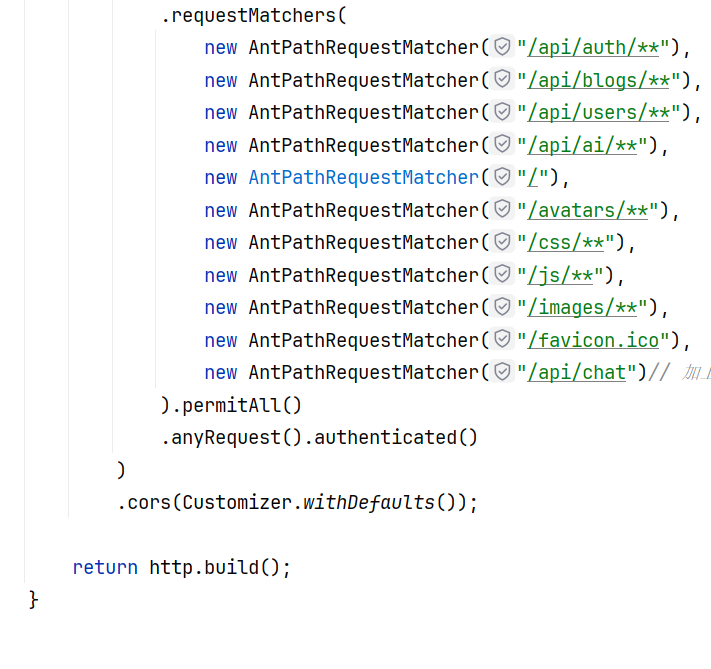 .requestMatchers(
new AntPathRequestMatcher("/api/auth/**"),
new AntPathRequestMatcher("/api/blogs/**"),
new AntPathRequestMatcher("/api/users/**"),
new AntPathRequestMatcher("/api/ai/**"),
new AntPathRequestMatcher("/"),
new AntPathRequestMatcher("/avatars/**"),
new AntPathRequestMatcher("/css/**"),
new AntPathRequestMatcher("/js/**"),
new AntPathRequestMatcher("/images/**"),
new AntPathRequestMatcher("/favicon.ico"),
new AntPathRequestMatcher("/api/chat")// 加
).permitAll()
.anyRequest().authenticated()
)
.cors(Customizer.withDefaults());
return http.build();
}